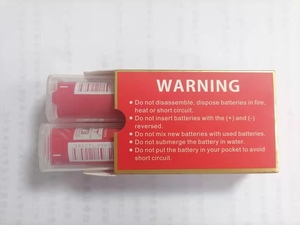 WARNING
● Do not disassemble, dispose batteries in fire,
heat or short circuit.
● Do not insert batteries with the (+) and (-)
reversed.
● Do not mix new batteries with used batteries.
● Do not submerge the battery in water.
● Do not put the battery in your pocket to avoid
short circuit.